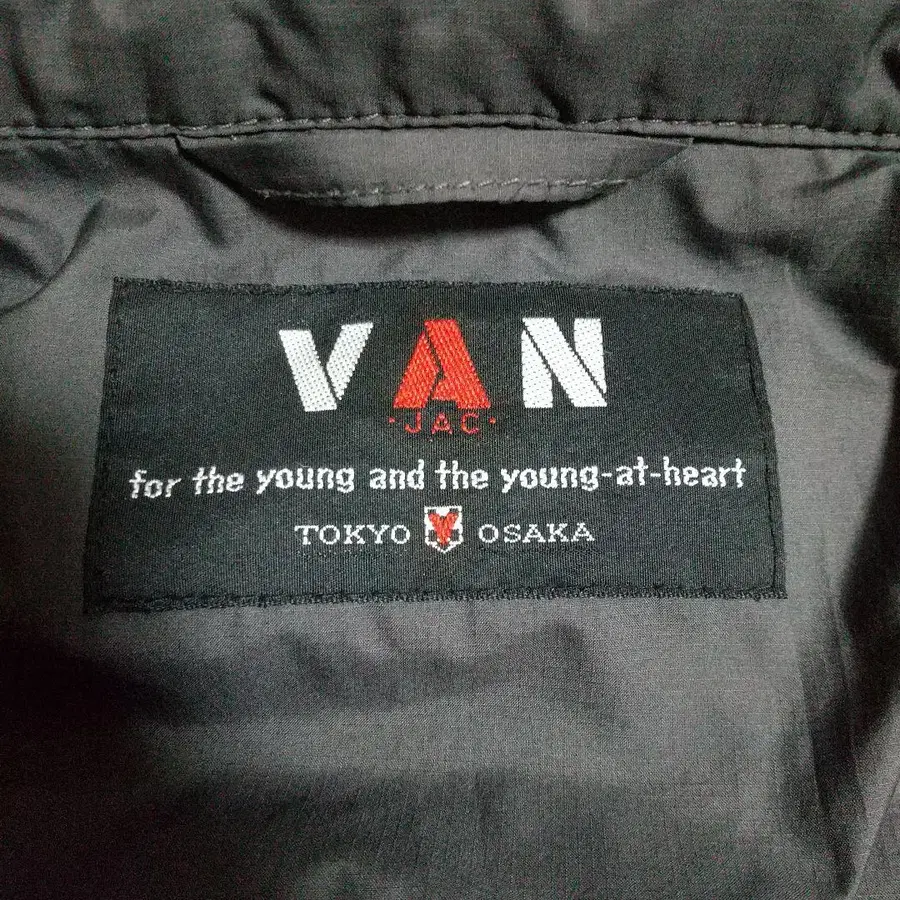 VAN
·JAC·
for the young and the young-at-heart
TOKYO OSAKA